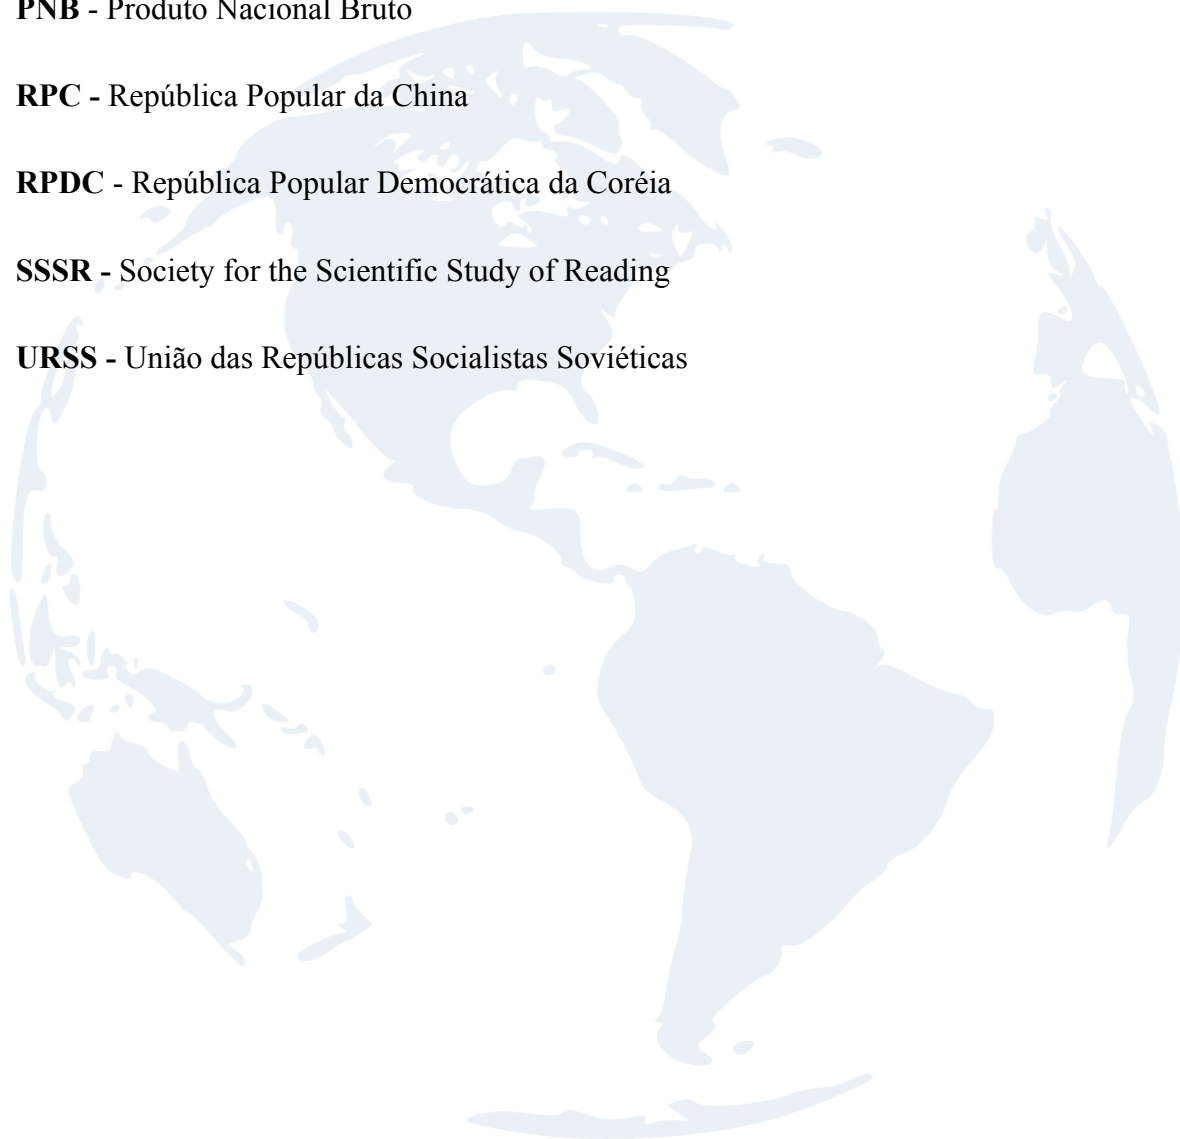 PNB - Produto Nacional Bruto
RPC - República Popular da China
RPDC - República Popular Democrática da Coréia
SSSR - Society for the Scientific Study of Reading
URSS - União das Repúblicas Socialistas Soviéticas